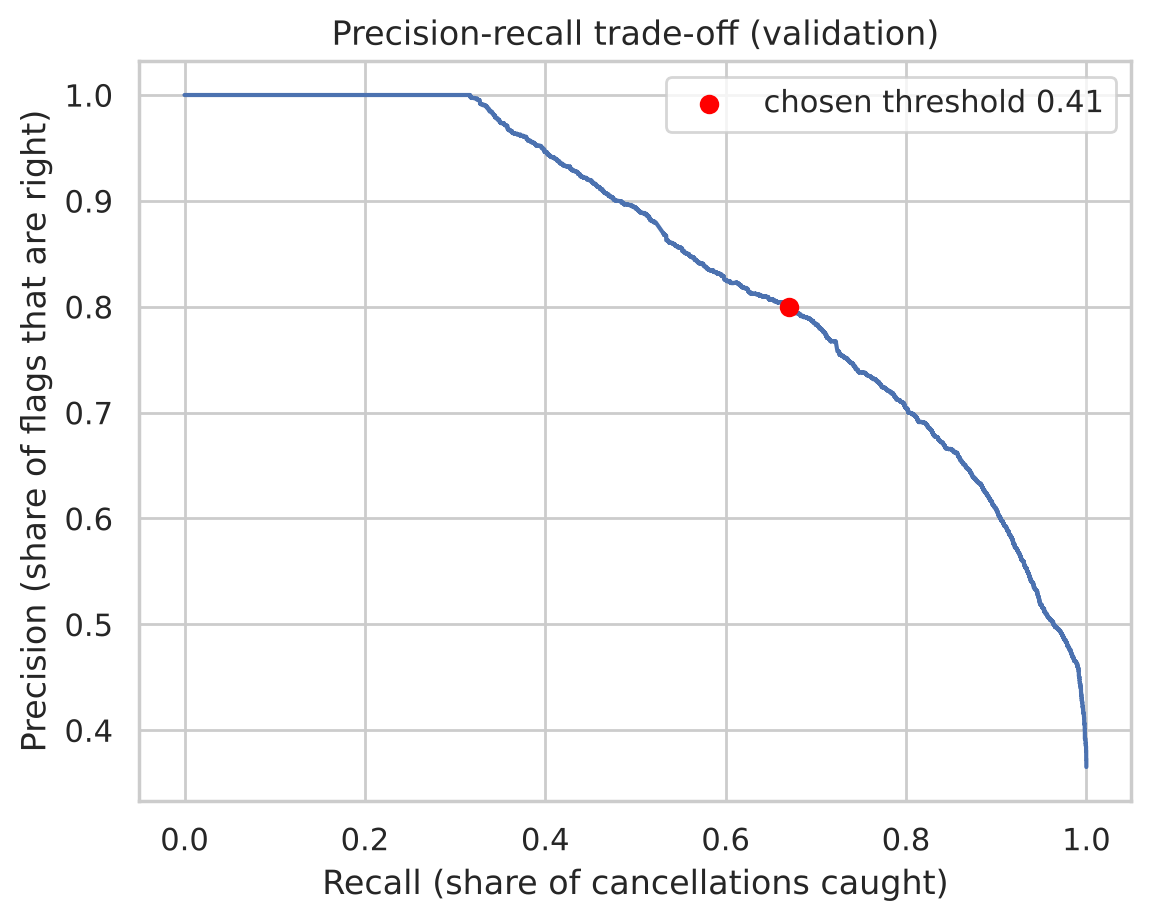 Precision-recall trade-off (validation)
chosen threshold 0.41
Precision (share of flags that are right)
1.0
0.9
0.8
0.7
0.6
0.5
0.4
0.0 0.2 0.4 0.6 0.8 1.0
Recall (share of cancellations caught)